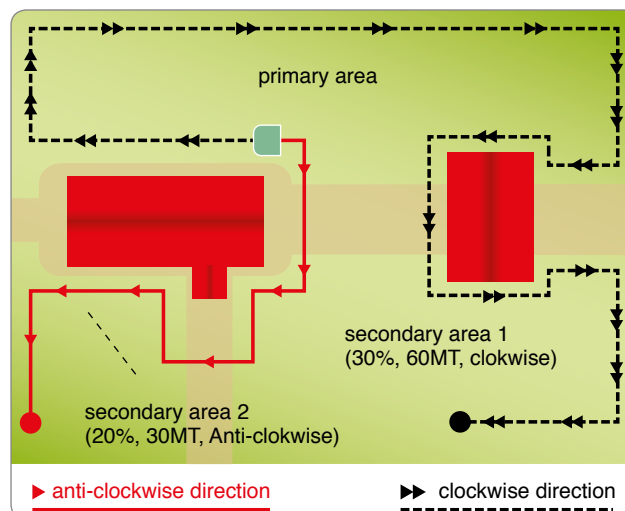 primary area
secondary area 1
(30%, 60MT, clokwise)
secondary area 2
(20%, 30MT, Anti-clokwise)
anti-clockwise direction
clockwise direction